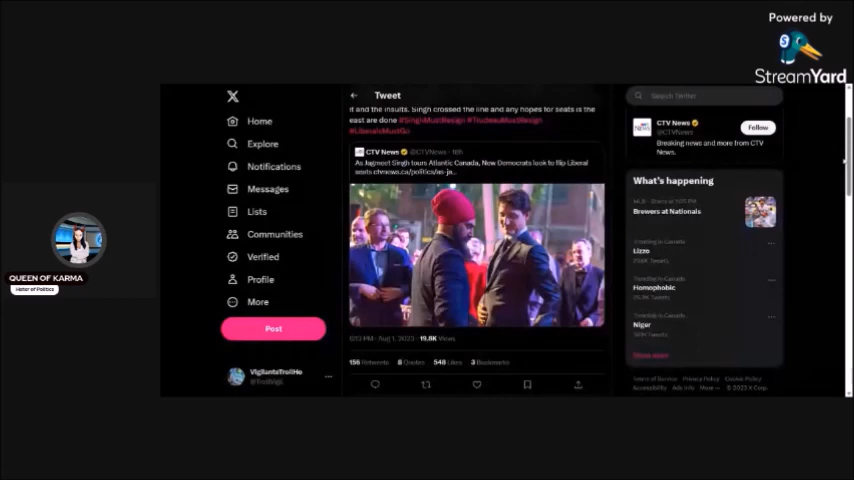 Powered by
StreamYard
QUEEN OF KARMA
Hater of Politics
Home
Explore
Notifications
Messages
Lists
Communities
Verified
Profile
More
Post
VigilanteTrollHo
Tweet
it and the insults. Singh crossed the line and any hopes for seats is the
east are done #SinghMustResign #TrudeauMustResign
#LiberalsMustGo
CTV News @CTVNews · 10h
As Jagmeet Singh tours Atlantic Canada, New Democrats look to flip Liberal
seats ctvnews.ca/politics/as-ja...
PM · Aug 1, 2023 · 19.8K Views
156 Retweets 8 Quotes 548 Likes 3 Bookmarks
Search Twitter
CTV News
@CTVNews
Follow
Breaking news and more from CTV
News.
What's happening
Brewers at Nationals
Trending in Canada
Lizzo
Trending in Canada
Homophobic
Trending in Canada
Niger
Show more
Terms of Service Privacy Policy Cookie Policy
Accessibility Ads info More ... © 2023 X Corp.